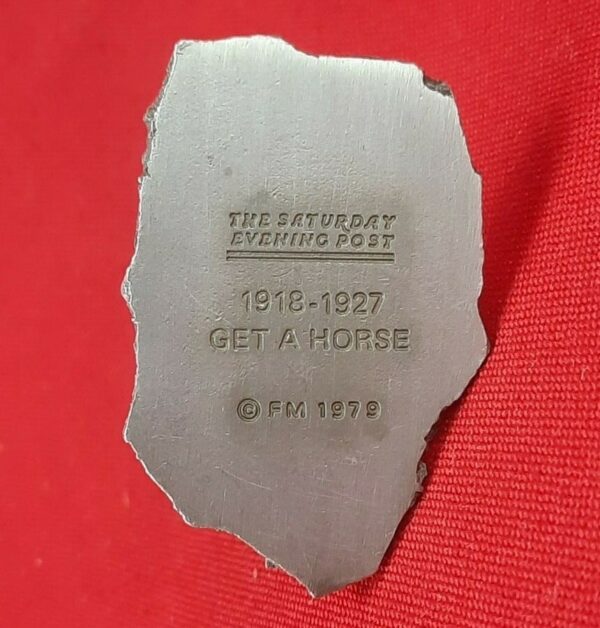 THE SATURDAY
EVENING POST
1918-1927
GET A HORSE
© FM 1979